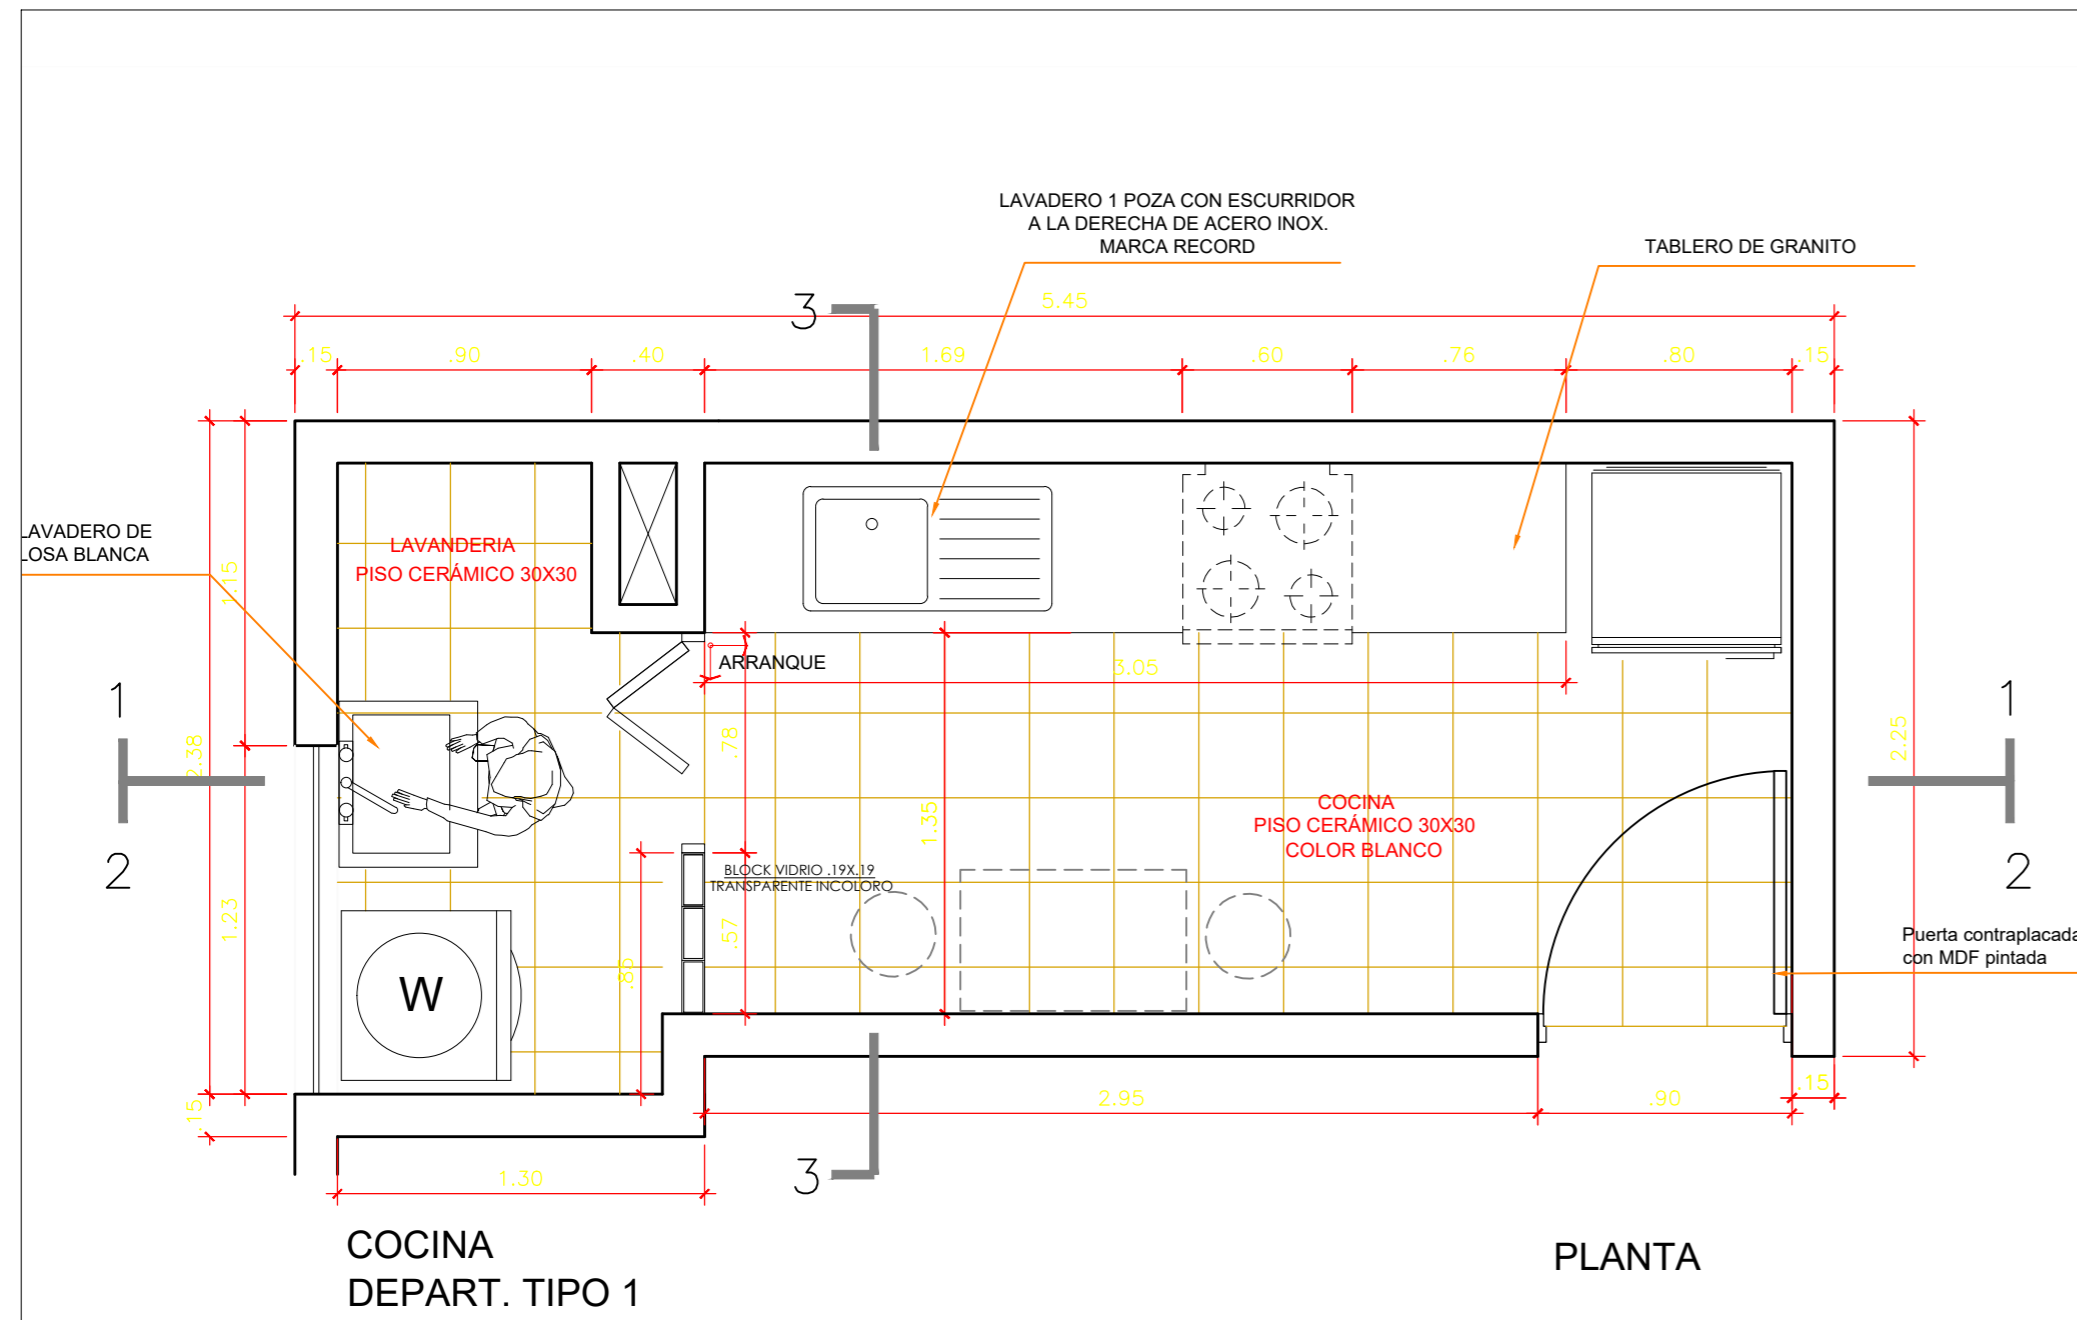 LAVADERO 1 POZA CON ESCURRIDOR
A LA DERECHA DE ACERO INOX.
MARCA RECORD
TABLERO DE GRANITO
3
5.45
.15
.90
.40
1.69
.60
.76
.80
.15
LAVADERO DE
LOSA BLANCA
LAVANDERIA
PISO CERÁMICO 30X30
1.15
ARRANQUE
3.05
1
2
2.38
.78
1.35
2.25
1
2
COCINA
PISO CERÁMICO 30X30
COLOR BLANCO
BLOCK VIDRIO .19X.19
TRANSPARENTE INCOLORO
1.23
.57
.85
W
Puerta contraplacada
con MDF pintada
.15
2.95
.90
.15
1.30
3
COCINA
DEPART. TIPO 1
PLANTA